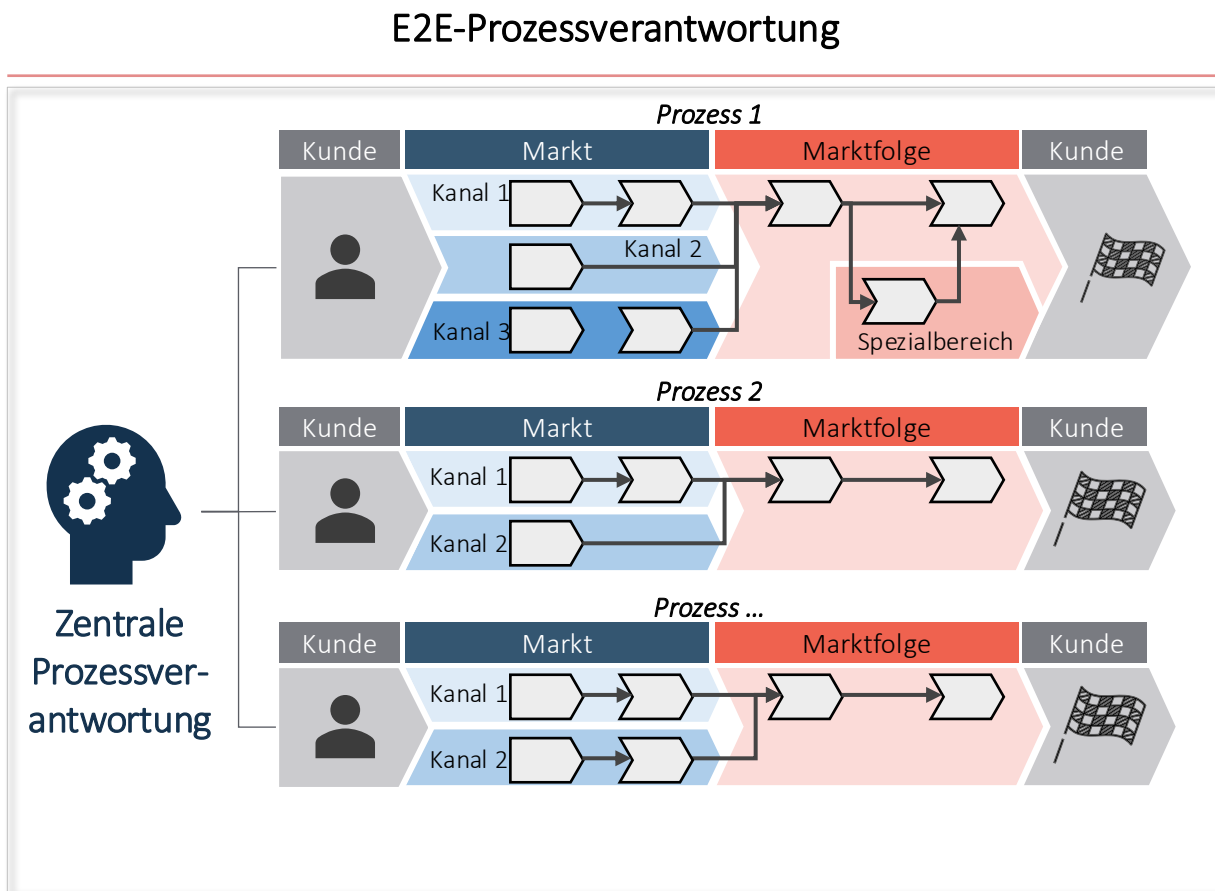 E2E-Prozessverantwortung
Prozess 1
Kunde
Markt
Marktfolge
Kunde
Kanal 1
Kanal 2
Kanal 3
Spezialbereich
Prozess 2
Kunde
Markt
Marktfolge
Kunde
Kanal 1
Kanal 2
Zentrale
Prozessver-
antwortung
Prozess ...
Kunde
Markt
Marktfolge
Kunde
Kanal 1
Kanal 2